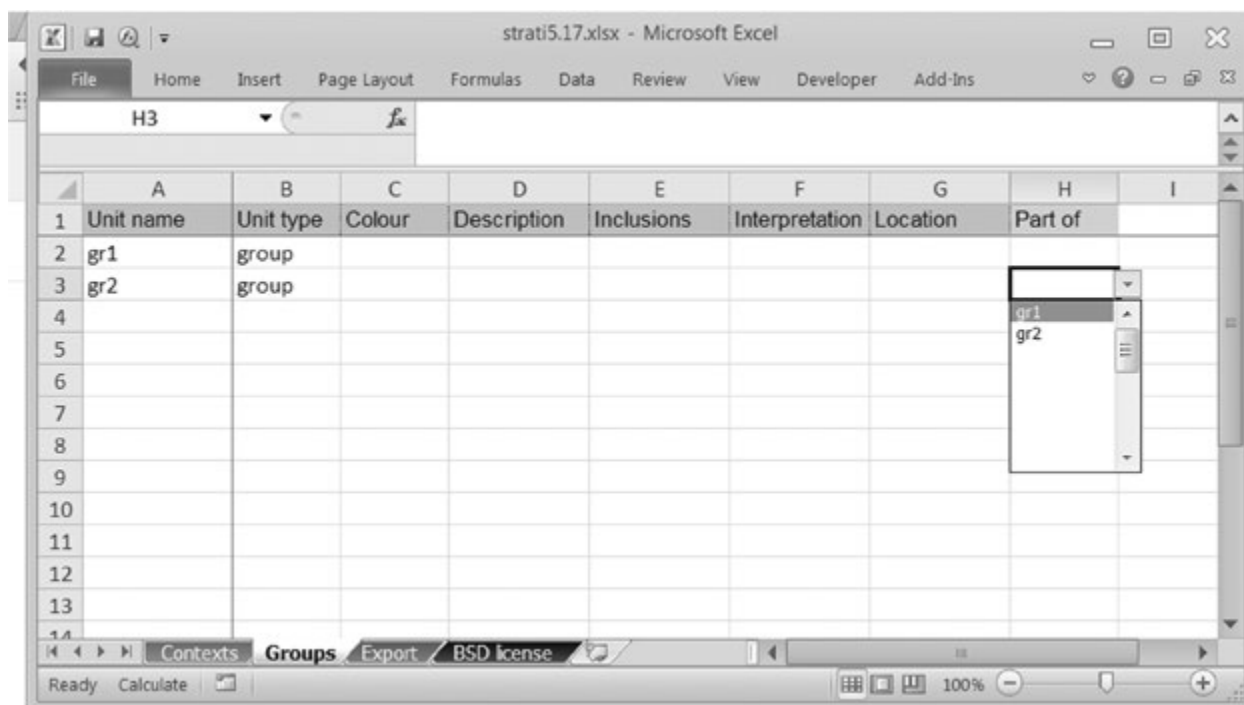 strati5.17.xlsx - Microsoft Excel
File Home Insert Page Layout Formulas Data Review View Developer Add-Ins
H3 fx
A B C D E F G H I
1 Unit name Unit type Colour Description Inclusions Interpretation Location Part of
2 gr1 group
3 gr2 group
4 gr1
5 gr2
6
7
8
9
10
11
12
13
14
Contexts Groups Export BSD license
Ready Calculate 100%